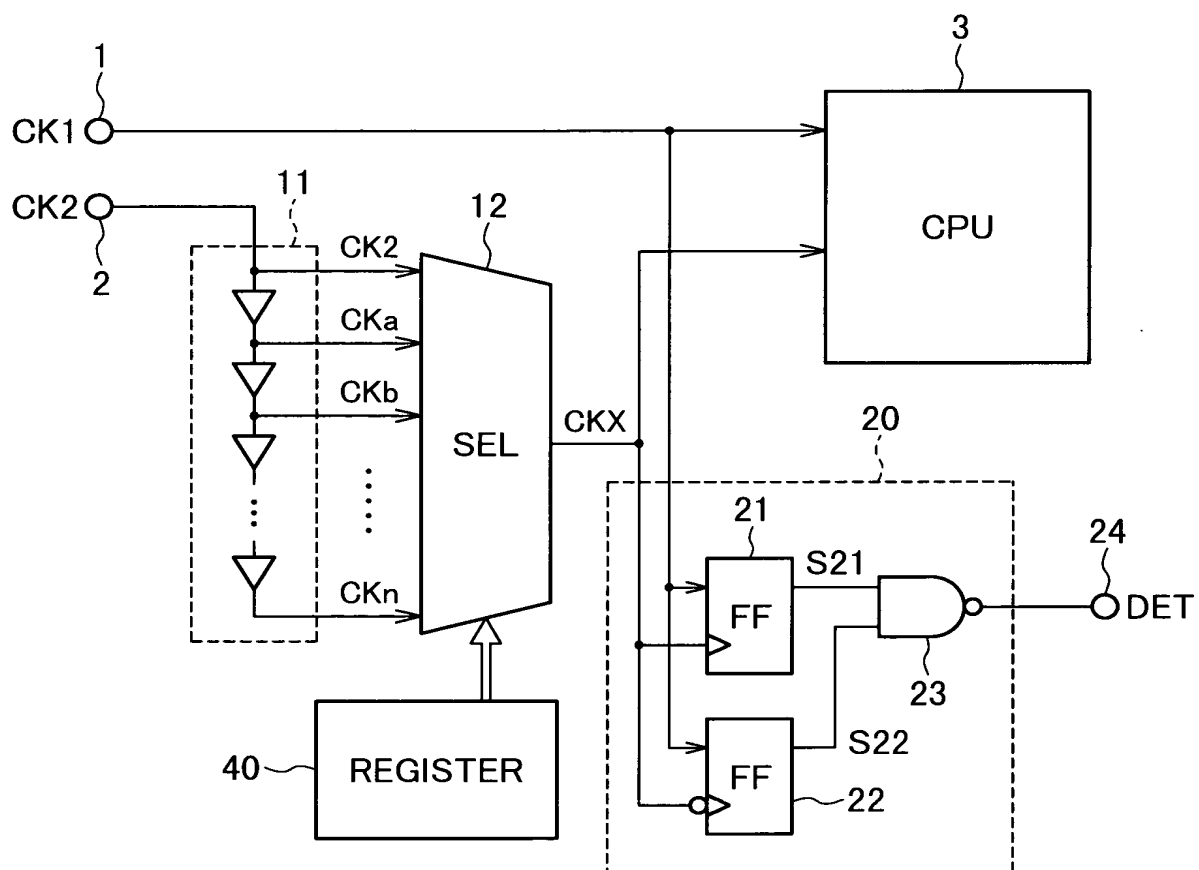 1
3
CK1
CK2
2
11
12
CPU
CK2
CKa
CKb
SEL
CKX
CKn
20
21
S21
24
FF
DET
23
REGISTER
40
S22
FF
22